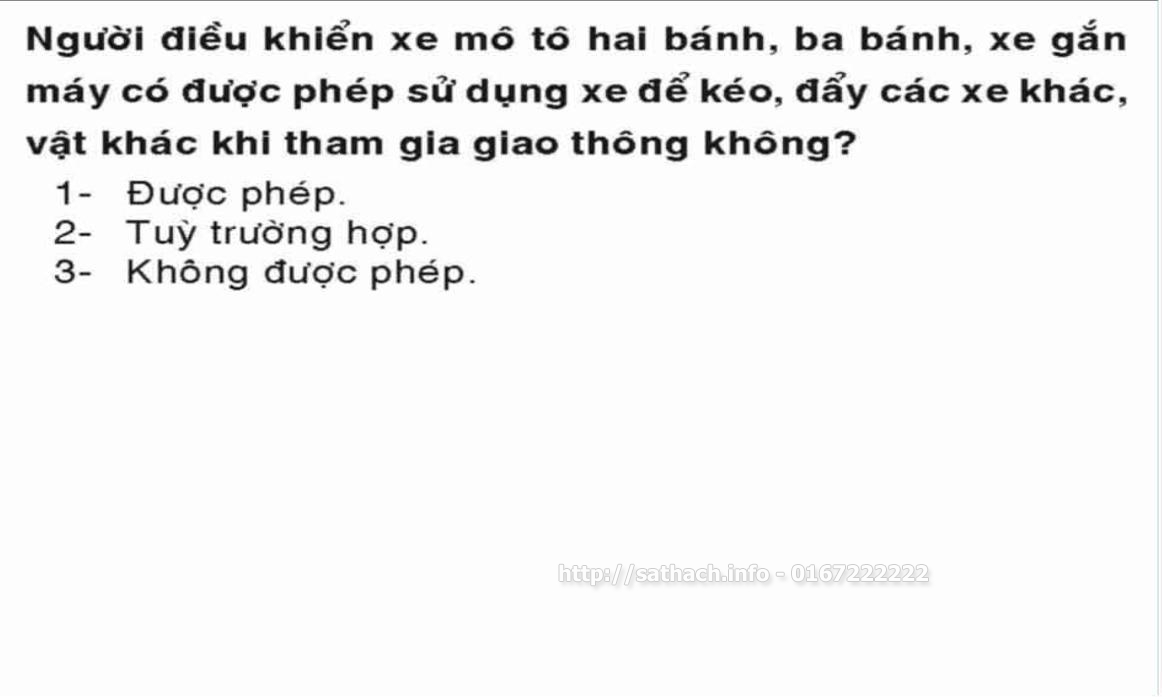 Người điều khiển xe mô tô hai bánh, ba bánh, xe gắn
máy có được phép sử dụng xe để kéo, đẩy các xe khác,
vật khác khi tham gia giao thông không?
1- Được phép.
2- Tuỳ trường hợp.
3- Không được phép.
http://sathach.info - 0167222222